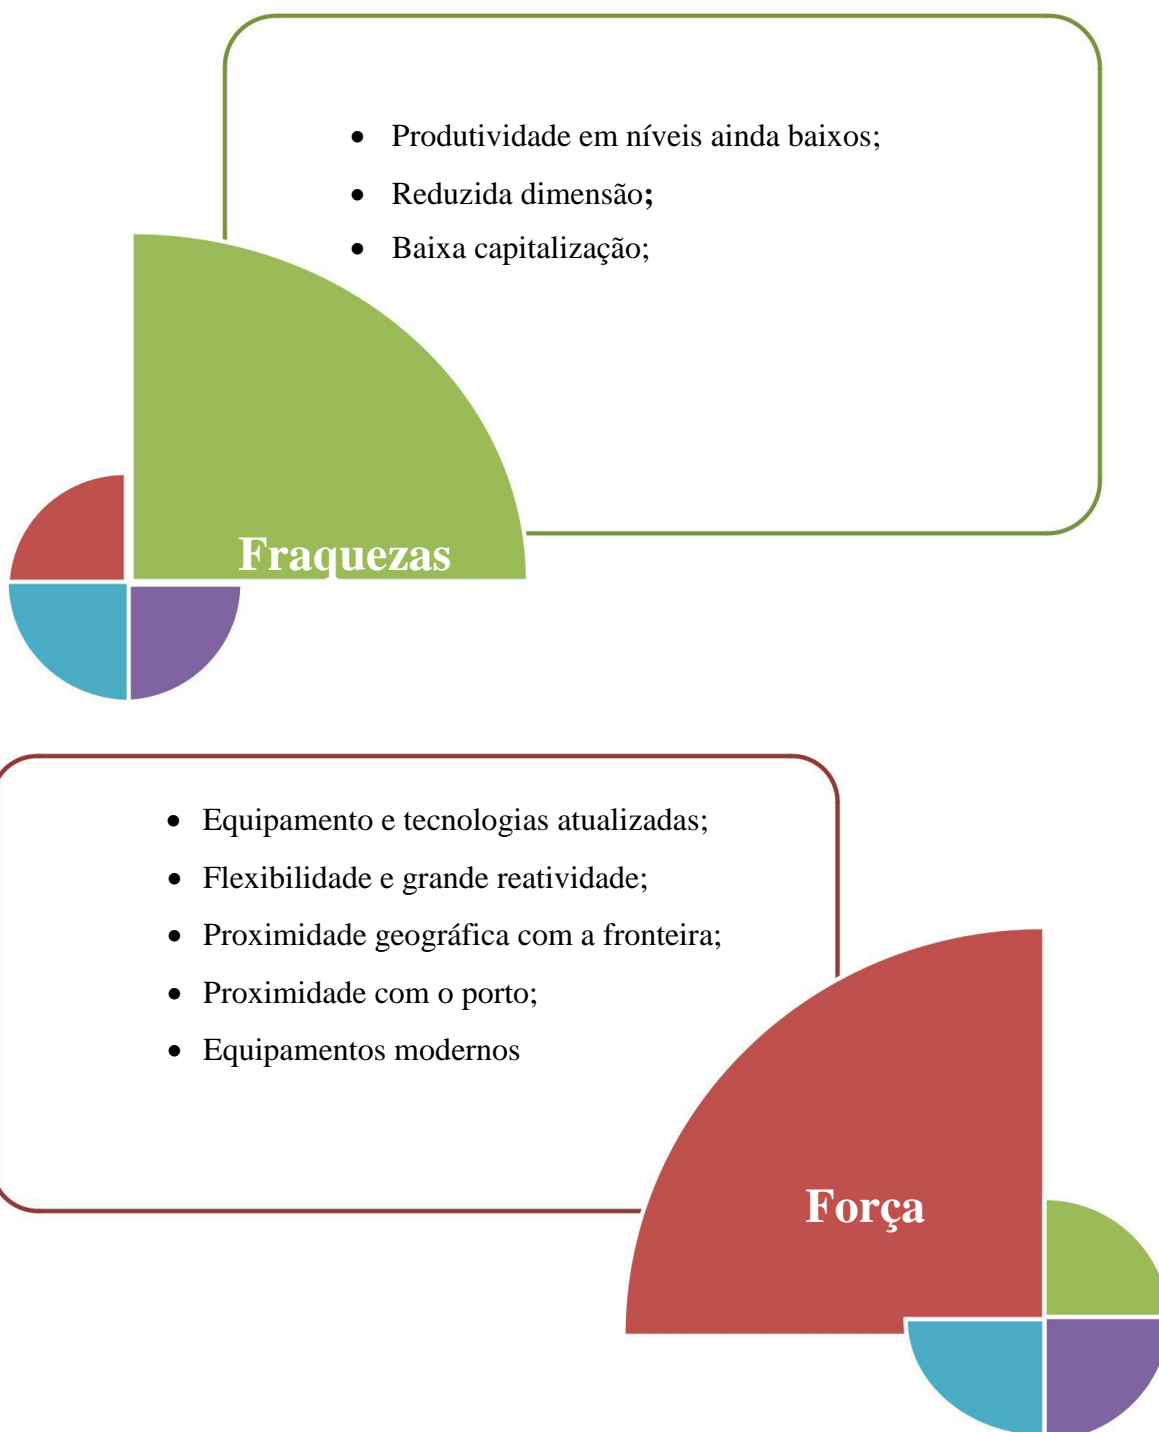 • Produtividade em níveis ainda baixos;
• Reduzida dimensão;
• Baixa capitalização;
Fraquezas
• Equipamento e tecnologias atualizadas;
• Flexibilidade e grande reatividade;
• Proximidade geográfica com a fronteira;
• Proximidade com o porto;
• Equipamentos modernos
Força